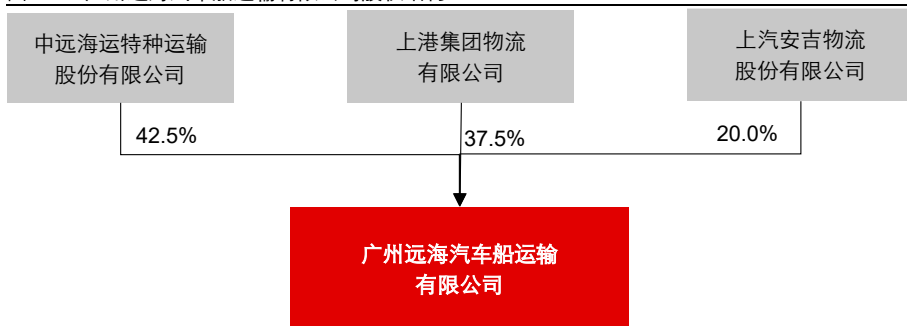 中远海运特种运输
股份有限公司
上港集团物流
有限公司
上汽安吉物流
股份有限公司
42.5%
37.5%
20.0%
广州远海汽车船运输
有限公司